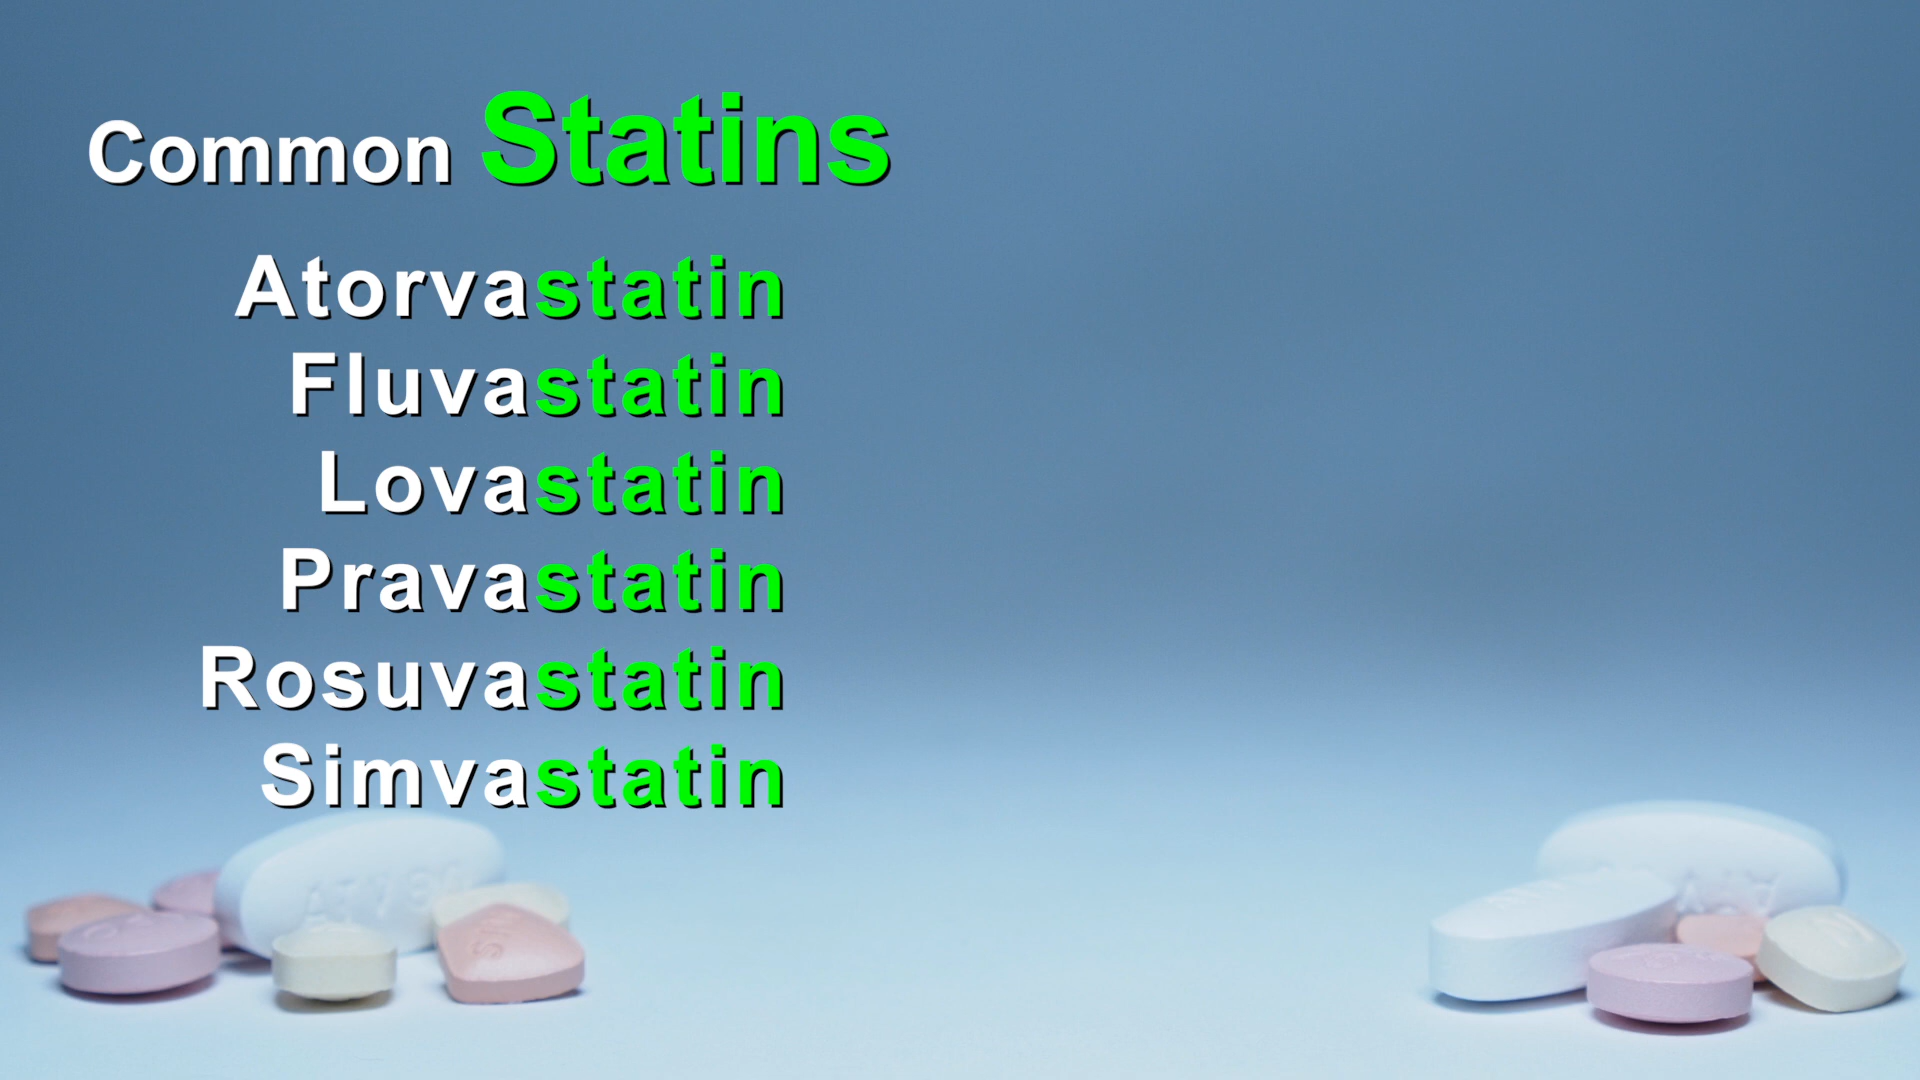 Common Statins
Atorvastatin
Fluvastatin
Lovastatin
Pravastatin
Rosuvastatin
Simvastatin